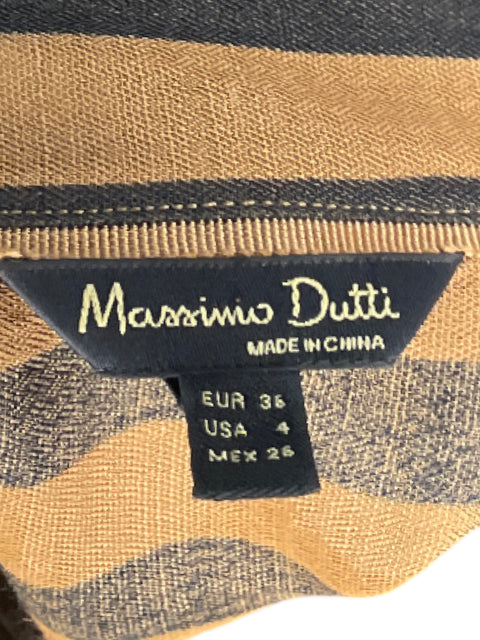 Massimo Dutti
MADE IN CHINA
EUR 36
USA 4
MEX 26